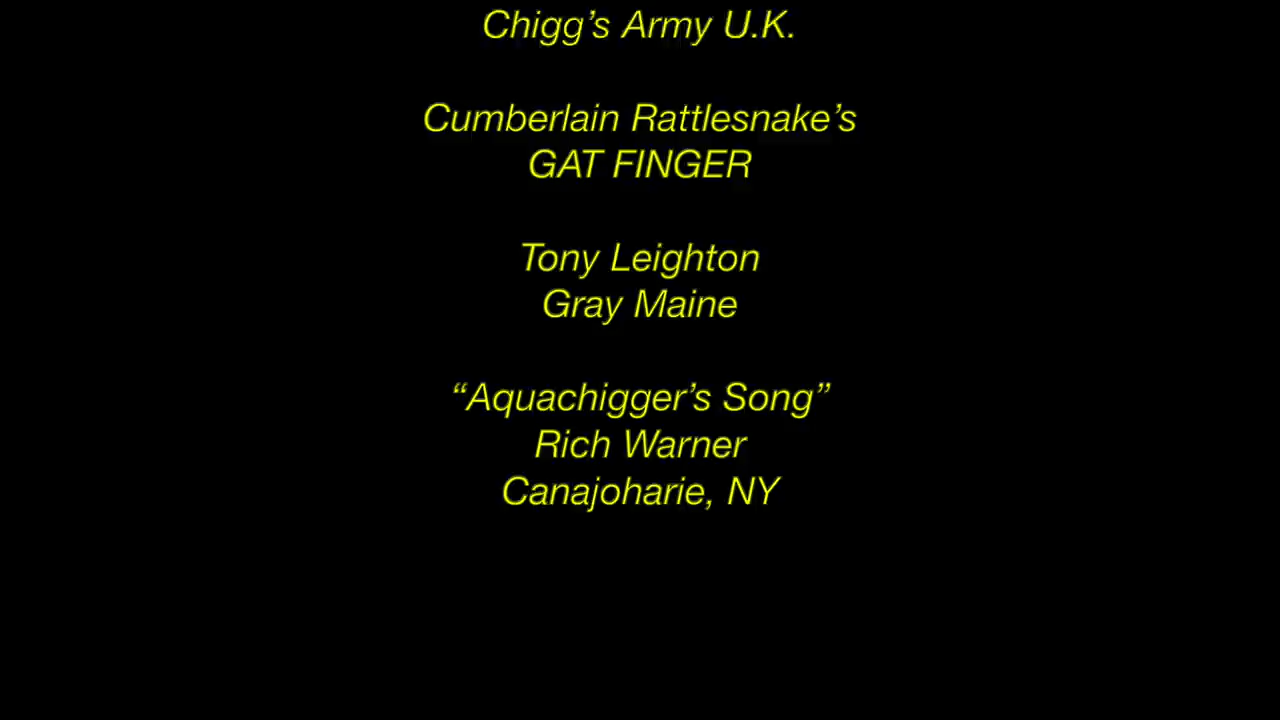 Chigg’s Army U.K.
Cumberlain Rattlesnake’s
GAT FINGER
Tony Leighton
Gray Maine
“Aquachigger’s Song”
Rich Warner
Canajoharie, NY